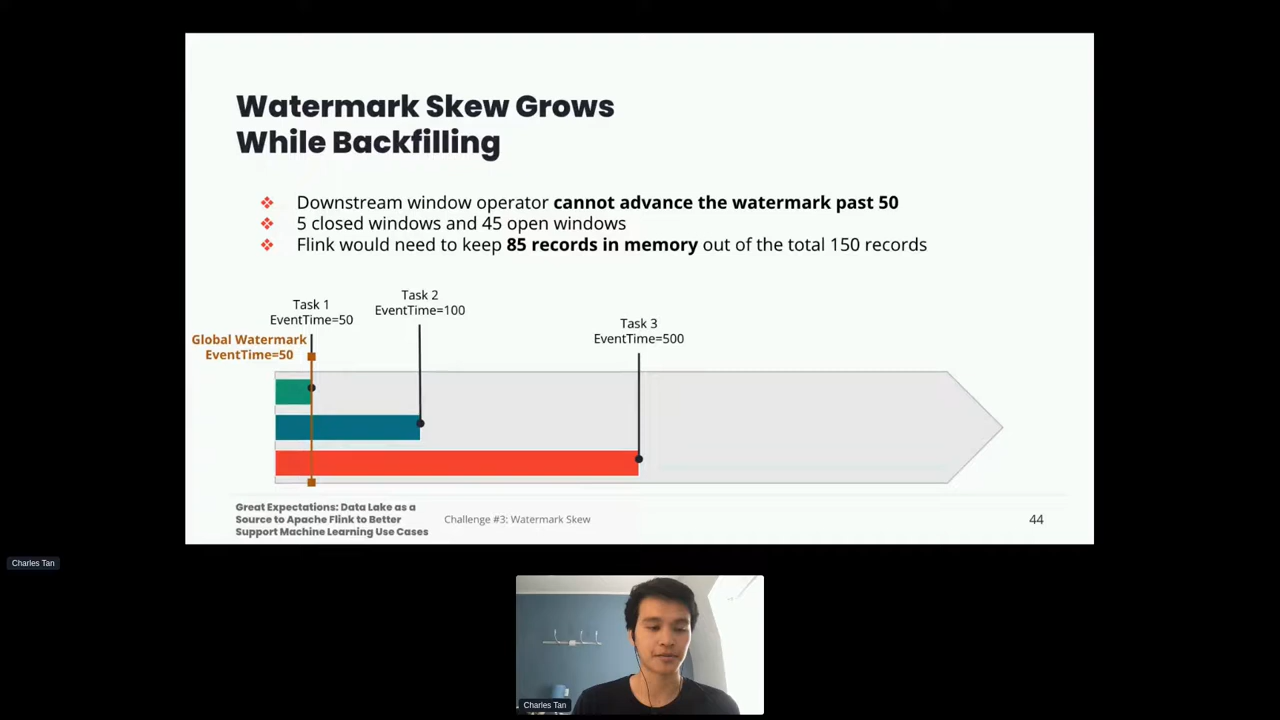 Watermark Skew Grows
While Backfilling
❖ Downstream window operator cannot advance the watermark past 50
❖ 5 closed windows and 45 open windows
❖ Flink would need to keep 85 records in memory out of the total 150 records
Task 1
EventTime=50
Task 2
EventTime=100
Task 3
EventTime=500
Global Watermark
EventTime=50
Great Expectations: Data Lake as a
Source to Apache Flink to Better
Support Machine Learning Use Cases
Challenge #3: Watermark Skew
44
Charles Tan
Charles Tan